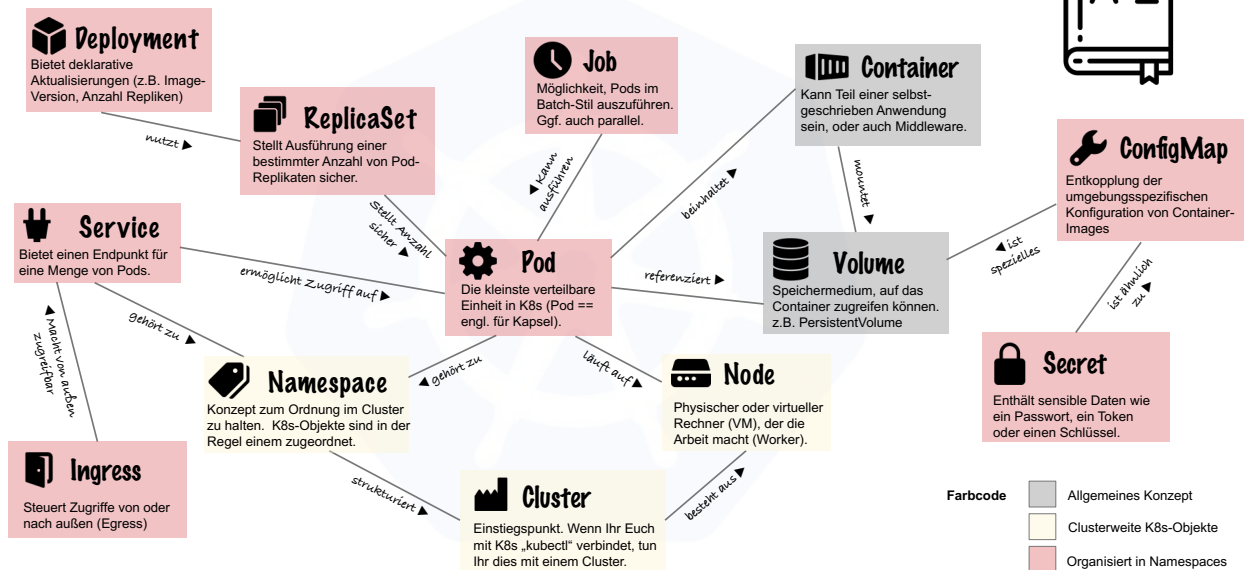 Deployment
Bietet deklarative
Aktualisierungen (z.B. Image-
Version, Anzahl Repliken)
nutzt
ReplicaSet
Stellt Ausführung einer
bestimmter Anzahl von Pod-
Replikaten sicher.
Stellt Anzahl
sicher
Job
Möglichkeit, Pods im
Batch-Stil auszuführen.
Ggf. auch parallel.
Kann
ausführen
Container
Kann Teil einer selbst-
geschrieben Anwendung
sein, oder auch Middleware.
beinhaltet
mountet
ConfigMap
Entkopplung der
umgebungsspezifischen
Konfiguration von Container-
Images
ist
spezielles
Service
Bietet einen Endpunkt für
eine Menge von Pods.
ermöglicht Zugriff auf
gehört zu
Macht von außen
zugreifbar
Pod
Die kleinste verteilbare
Einheit in K8s (Pod ==
engl. für Kapsel).
referenziert
Volume
Speichermedium, auf das
Container zugreifen können.
z.B. PersistentVolume
ist ähnlich
zu
gehört zu
läuft auf
Namespace
Konzept zum Ordnung im Cluster
zu halten. K8s-Objekte sind in der
Regel einem zugeordnet.
Node
Physischer oder virtueller
Rechner (VM), der die
Arbeit macht (Worker).
Secret
Enthält sensible Daten wie
ein Passwort, ein Token
oder einen Schlüssel.
Ingress
Steuert Zugriffe von oder
nach außen (Egress)
strukturiert
Cluster
Einstiegspunkt. Wenn Ihr Euch
mit K8s „kubectl“ verbindet, tun
Ihr dies mit einem Cluster.
besteht aus
Farbcode
Allgemeines Konzept
Clusterweite K8s-Objekte
Organisiert in Namespaces